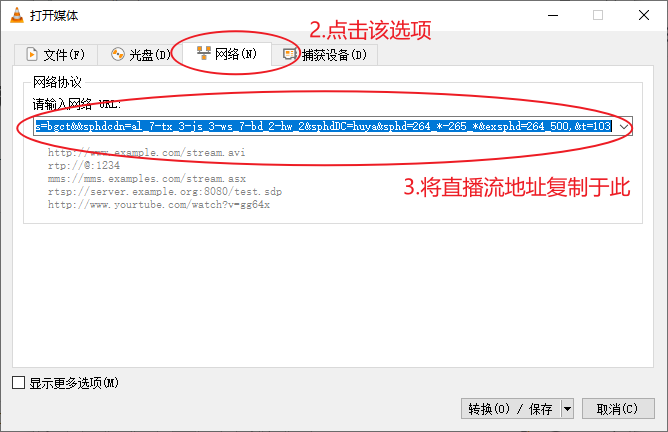 打开媒体
2.点击该选项
文件(F)
光盘(D)
网络(N)
捕获设备(D)
网络协议
请输入网络 URL:
s=bgct&&sphdcdn=al_7-tx_3-js_3-ws_7-bd_2-hw_2&sphdDC=huya&sphd=264_*-265_*&exsphd=264_500,&t=103
http://www.example.com/stream.avi
rtp://@:1234
mms://mms.examples.com/stream.asx
rtsp://server.example.org:8080/test.sdp
http://www.yourtube.com/watch?v=gg64x
3.将直播流地址复制于此
显示更多选项(M)
转换(O) / 保存
取消(C)